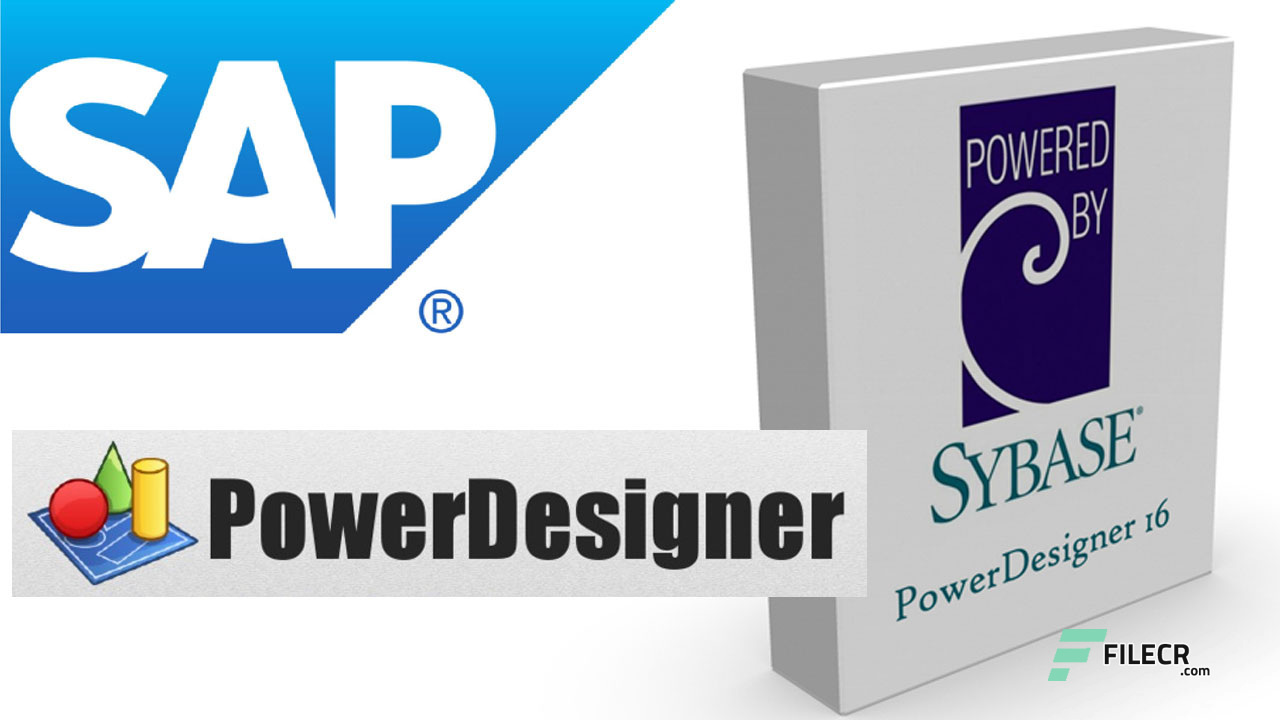 SAP
®
PowerDesigner
POWERED
BY
SYBASE®
PowerDesigner 16
FILECR
.com